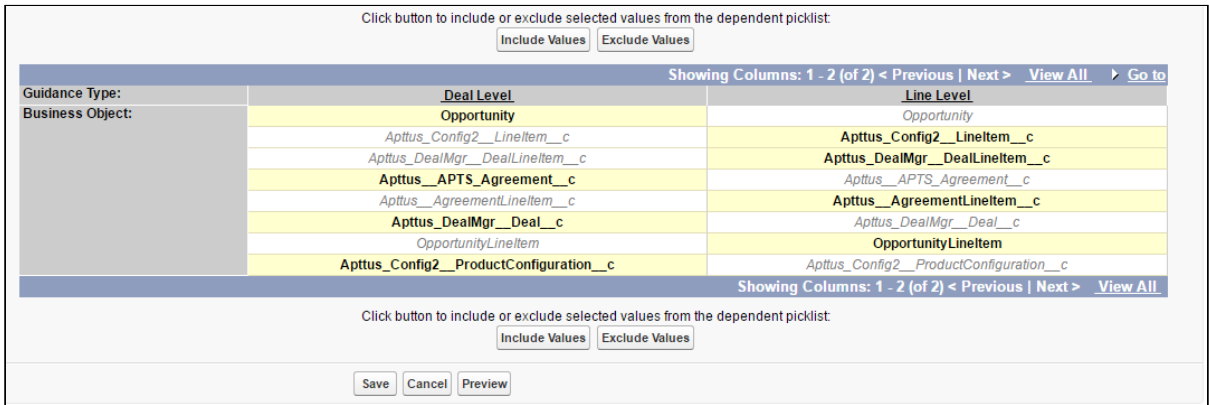 Click button to include or exclude selected values from the dependent picklist:
Include Values Exclude Values
Showing Columns: 1 - 2 (of 2) < Previous | Next > View All Go to
Guidance Type: Deal Level Line Level
Business Object: Opportunity Opportunity
Apttus_Config2__LineItem__c Apttus_Config2__LineItem__c
Apttus_DealMgr__DealLineItem__c Apttus_DealMgr__DealLineItem__c
Apttus__APTS_Agreement__c Apttus__APTS_Agreement__c
Apttus__AgreementLineItem__c Apttus__AgreementLineItem__c
Apttus_DealMgr__Deal__c Apttus_DealMgr__Deal__c
OpportunityLineItem OpportunityLineItem
Apttus_Config2__ProductConfiguration__c Apttus_Config2__ProductConfiguration__c
Showing Columns: 1 - 2 (of 2) < Previous | Next > View All
Click button to include or exclude selected values from the dependent picklist:
Include Values Exclude Values
Save Cancel Preview